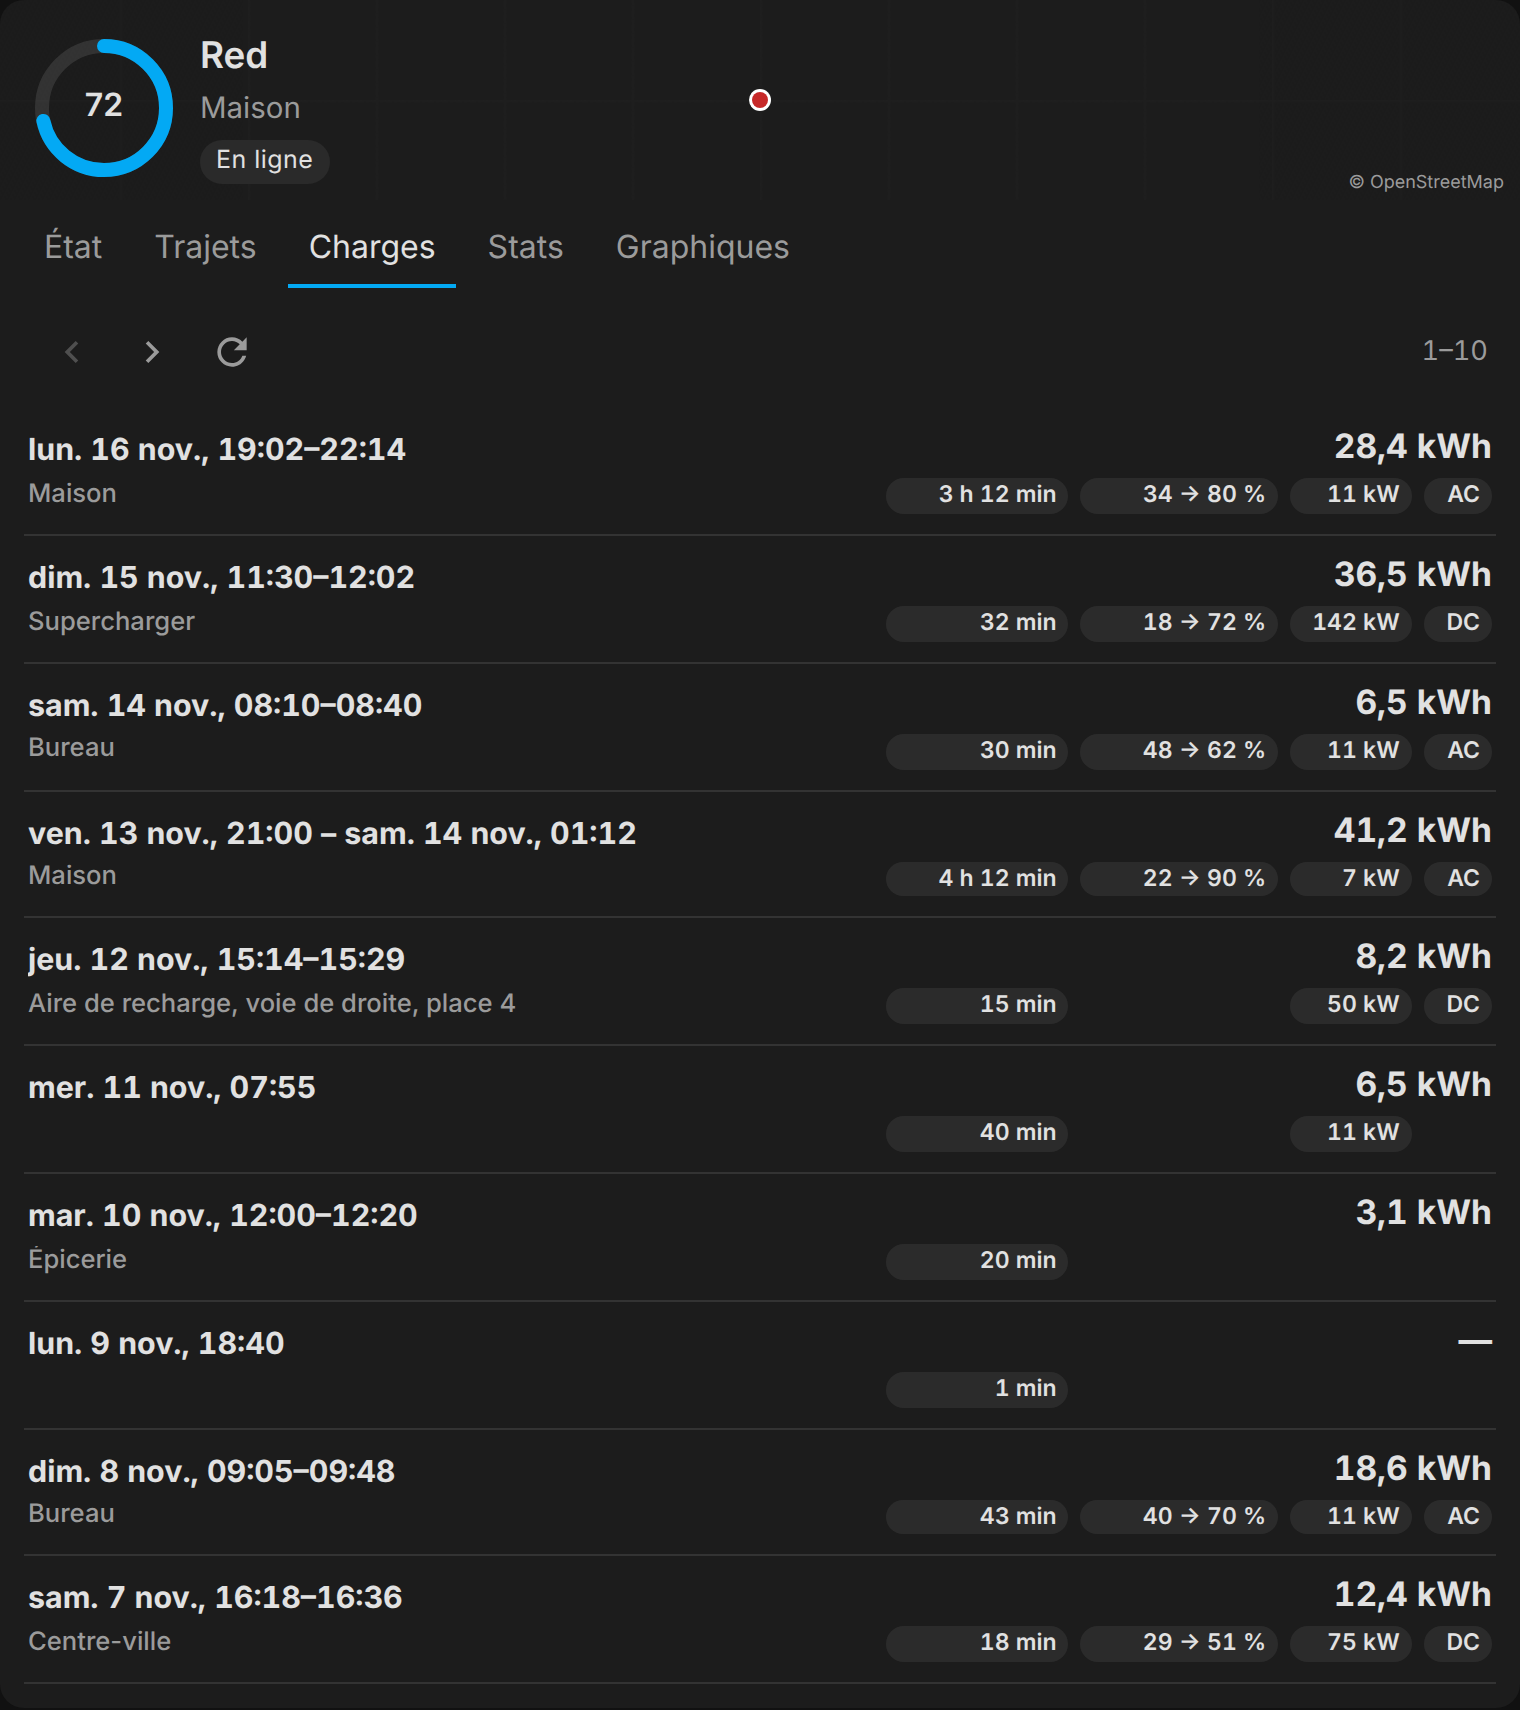 72
Red
Maison
En ligne
© OpenStreetMap
État Trajets Charges Stats Graphiques
1–10
lun. 16 nov., 19:02–22:14 28,4 kWh
Maison 3 h 12 min 34 → 80 % 11 kW AC
dim. 15 nov., 11:30–12:02 36,5 kWh
Supercharger 32 min 18 → 72 % 142 kW DC
sam. 14 nov., 08:10–08:40 6,5 kWh
Bureau 30 min 48 → 62 % 11 kW AC
ven. 13 nov., 21:00 – sam. 14 nov., 01:12 41,2 kWh
Maison 4 h 12 min 22 → 90 % 7 kW AC
jeu. 12 nov., 15:14–15:29 8,2 kWh
Aire de recharge, voie de droite, place 4 15 min 50 kW DC
mer. 11 nov., 07:55 6,5 kWh
40 min 11 kW
mar. 10 nov., 12:00–12:20 3,1 kWh
Épicerie 20 min
lun. 9 nov., 18:40 —
1 min
dim. 8 nov., 09:05–09:48 18,6 kWh
Bureau 43 min 40 → 70 % 11 kW AC
sam. 7 nov., 16:18–16:36 12,4 kWh
Centre-ville 18 min 29 → 51 % 75 kW DC